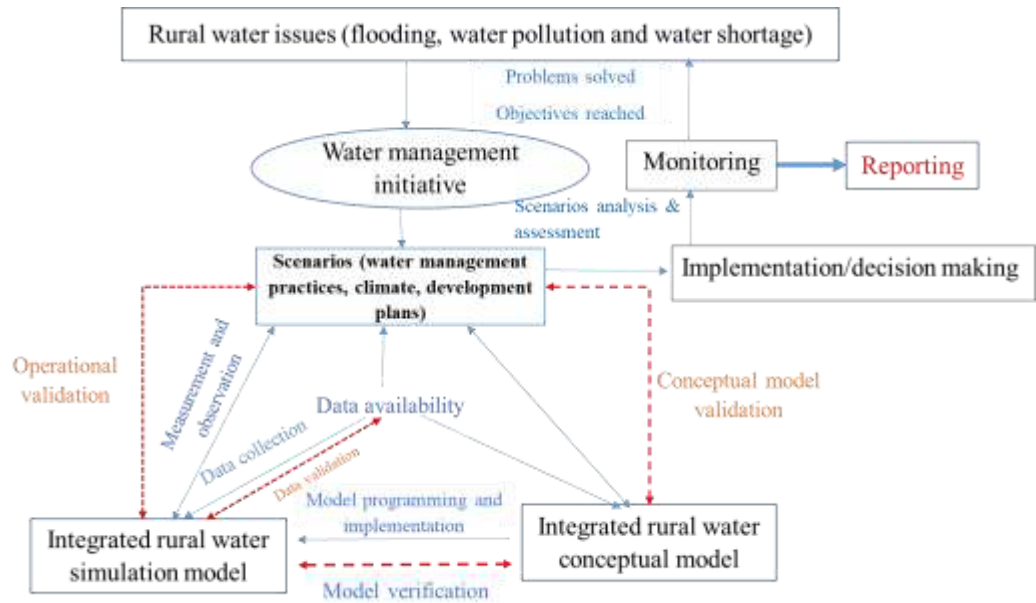 Rural water issues (flooding, water pollution and water shortage)
Problems solved
Objectives reached
Water management
initiative
Monitoring
Reporting
Scenarios analysis &
assessment
Scenarios (water management
practices, climate, development
plans)
Implementation/decision making
Operational
validation
Measurement and
observation
Conceptual model
validation
Data availability
Data collection
Data validation
Model programming and
implementation
Integrated rural water
simulation model
Integrated rural water
conceptual model
Model verification